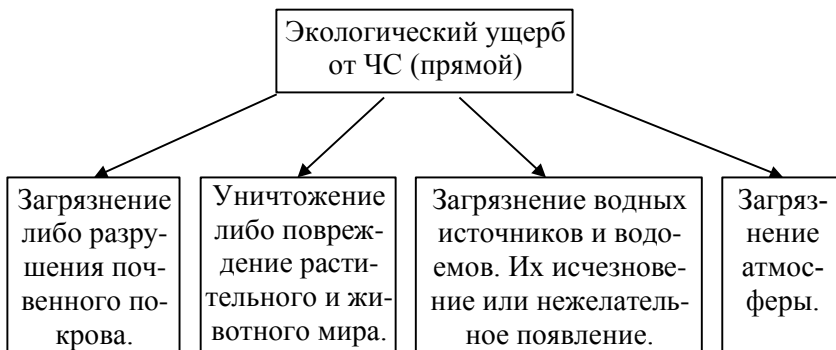 Экологический ущерб
от ЧС (прямой)
Загрязнение
либо разру-
шения поч-
венного по-
крова.
Уничтожение
либо повреж-
дение расти-
тельного и жи-
вотного мира.
Загрязнение водных
источников и водо-
емов. Их исчезнове-
ние или нежелатель-
ное появление.
Загряз-
нение
атмос-
феры.